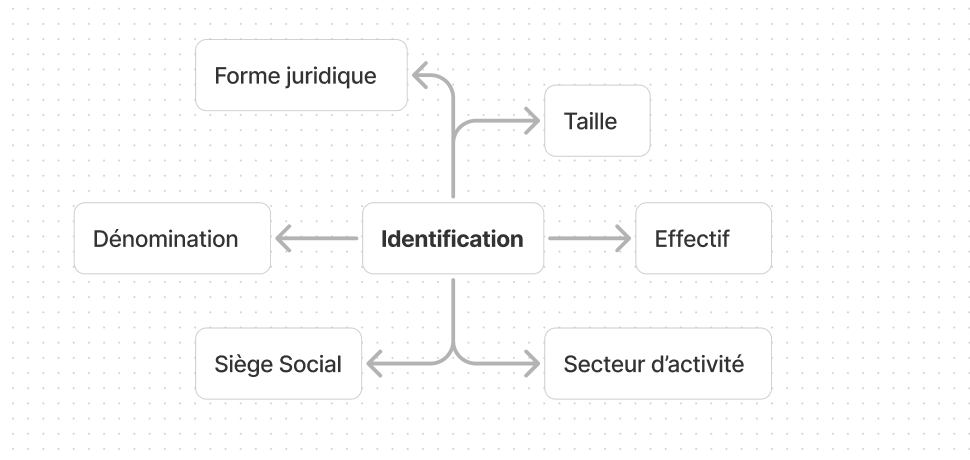 Forme juridique
Taille
Dénomination
Identification
Effectif
Siège Social
Secteur d’activité